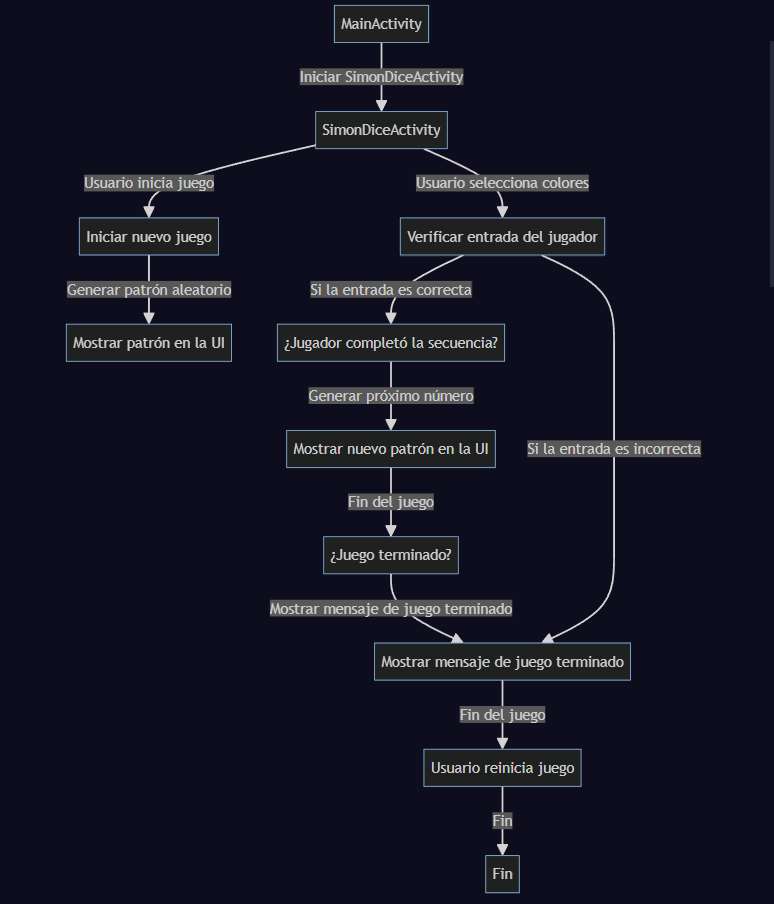 MainActivity
Iniciar SimonDiceActivity
SimonDiceActivity
Usuario inicia juego
Usuario selecciona colores
Iniciar nuevo juego
Verificar entrada del jugador
Generar patrón aleatorio
Si la entrada es correcta
Mostrar patrón en la UI
¿Jugador completó la secuencia?
Generar próximo número
Mostrar nuevo patrón en la UI
Si la entrada es incorrecta
Fin del juego
¿Juego terminado?
Mostrar mensaje de juego terminado
Mostrar mensaje de juego terminado
Fin del juego
Usuario reinicia juego
Fin
Fin